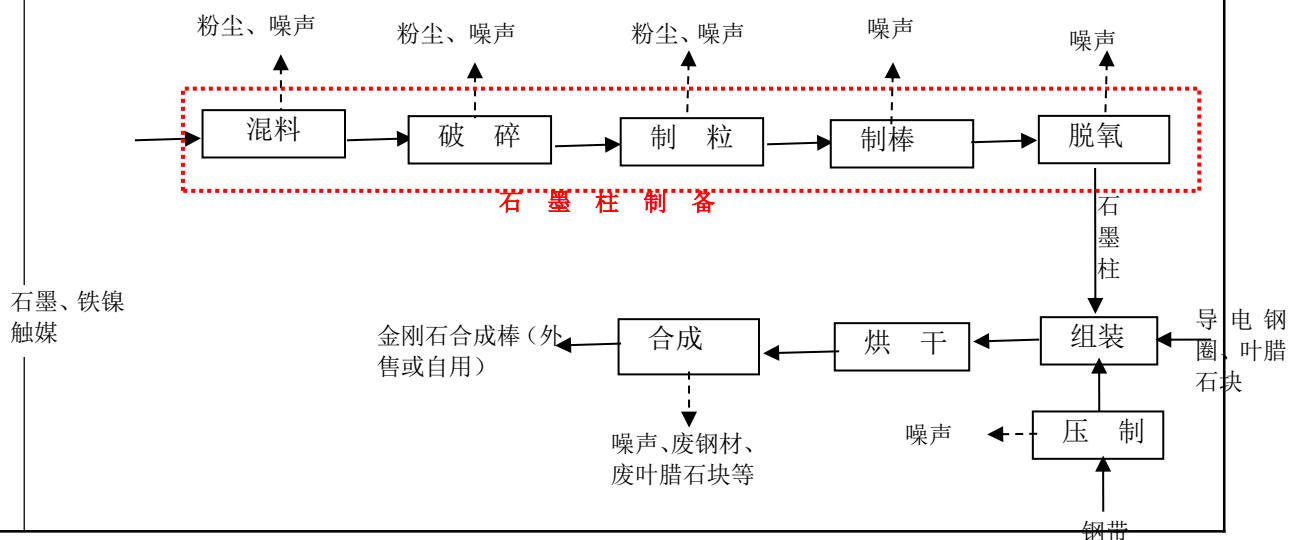 粉尘、噪声
粉尘、噪声
粉尘、噪声
噪声
噪声
混料
破 碎
制 粒
制棒
脱氧
石 墨 柱 制 备
石
墨
柱
石墨、铁镍
触媒
金刚石合成棒（外
售或自用）
合成
烘 干
组装
导 电 钢
圈、叶腊
石块
噪声、废钢材、
废叶腊石块等
噪声
压 制
钢带